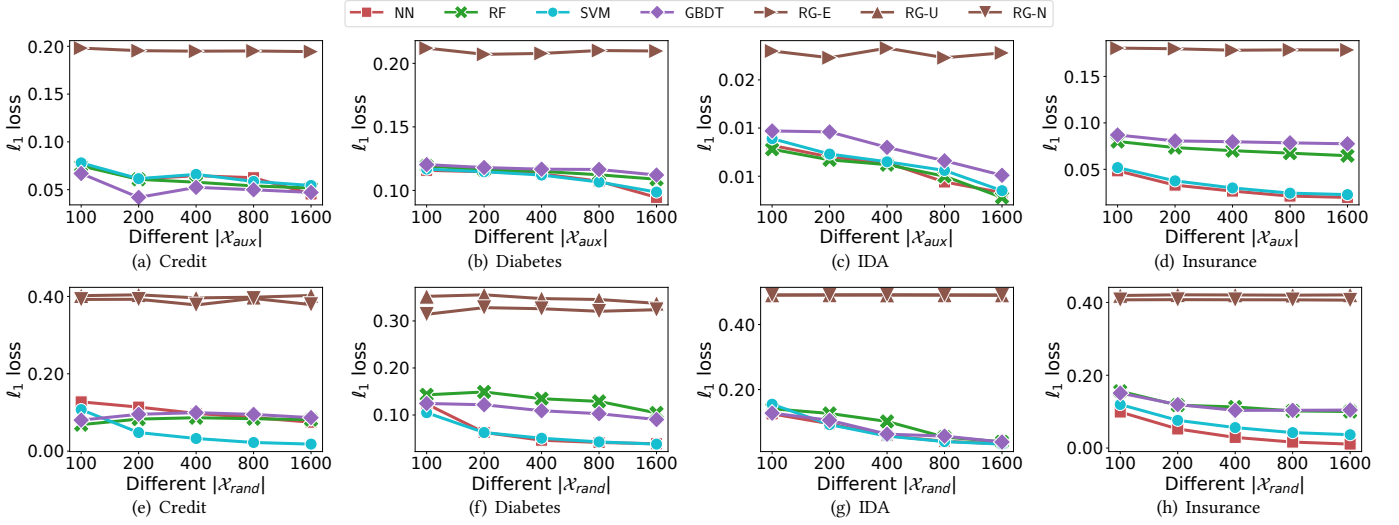 NN RF SVM GBDT RG-E RG-U RG-N
0.20
0.15
0.10
0.05
ℓ₁ loss
100 200 400 800 1600
Different |𝒳aux|
(a) Credit
0.20
0.15
0.10
ℓ₁ loss
100 200 400 800 1600
Different |𝒳aux|
(b) Diabetes
0.02
0.01
0.01
ℓ₁ loss
100 200 400 800 1600
Different |𝒳aux|
(c) IDA
0.15
0.10
0.05
ℓ₁ loss
100 200 400 800 1600
Different |𝒳aux|
(d) Insurance
0.40
0.20
0.00
ℓ₁ loss
100 200 400 800 1600
Different |𝒳rand|
(e) Credit
0.30
0.20
0.10
ℓ₁ loss
100 200 400 800 1600
Different |𝒳rand|
(f) Diabetes
0.40
0.20
ℓ₁ loss
100 200 400 800 1600
Different |𝒳rand|
(g) IDA
0.40
0.20
0.00
ℓ₁ loss
100 200 400 800 1600
Different |𝒳rand|
(h) Insurance